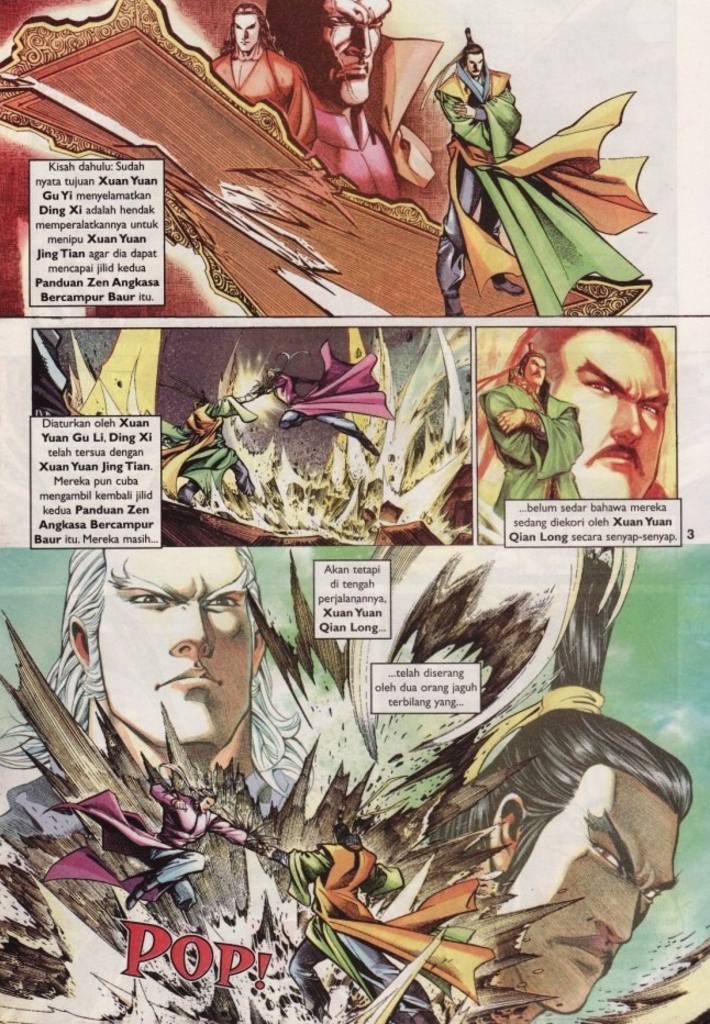 Kisah dahulu: Sudah
nyata tujuan Xuan Yuan
Gu Yi menyelamatkan
Ding Xi adalah hendak
memperalatkannya untuk
menipu Xuan Yuan
Jing Tian agar dia dapat
mencapai jilid kedua
Panduan Zen Angkasa
Bercampur Baur itu.
Diaturkan oleh Xuan
Yuan Gu Li, Ding Xi
telah tersua dengan
Xuan Yuan Jing Tian.
Mereka pun cuba
mengambil kembali jilid
kedua Panduan Zen
Angkasa Bercampur
Baur itu. Mereka masih...
...belum sedar bahawa mereka
sedang diekori oleh Xuan Yuan
Qian Long secara senyap-senyap.
3
Akan tetapi
di tengah
perjalanannya,
Xuan Yuan
Qian Long...
...telah diserang
oleh dua orang jaguh
terbilang yang...
POP!